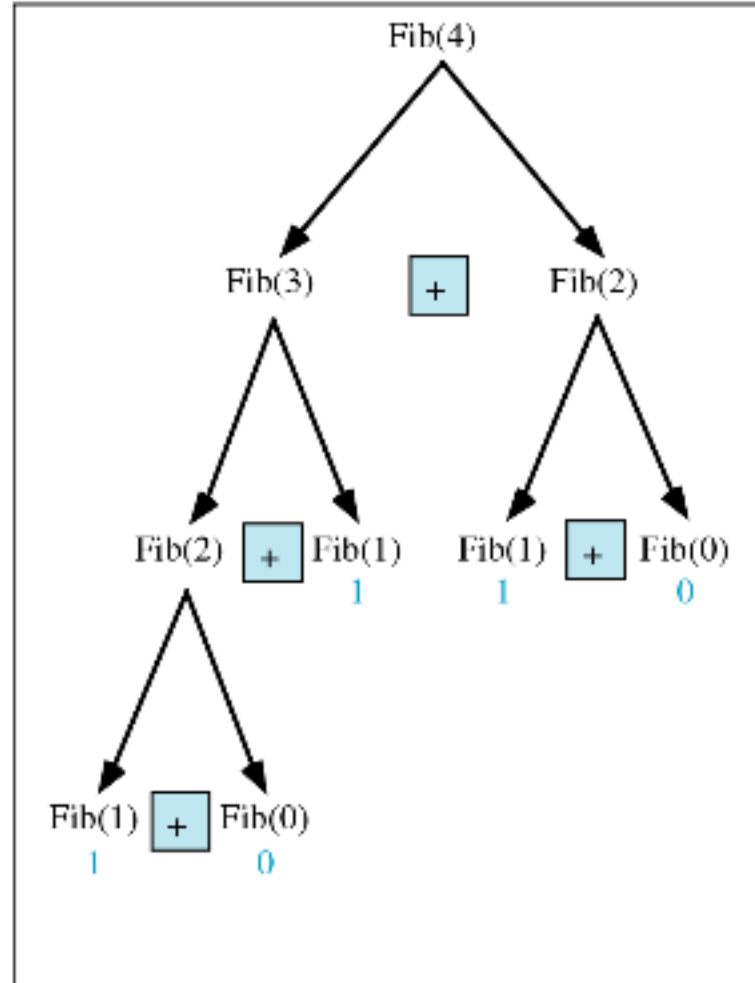 Fib(4)
Fib(3) + Fib(2)
Fib(2) + Fib(1) Fib(1) + Fib(0)
1 1 0
Fib(1) + Fib(0)
1 0